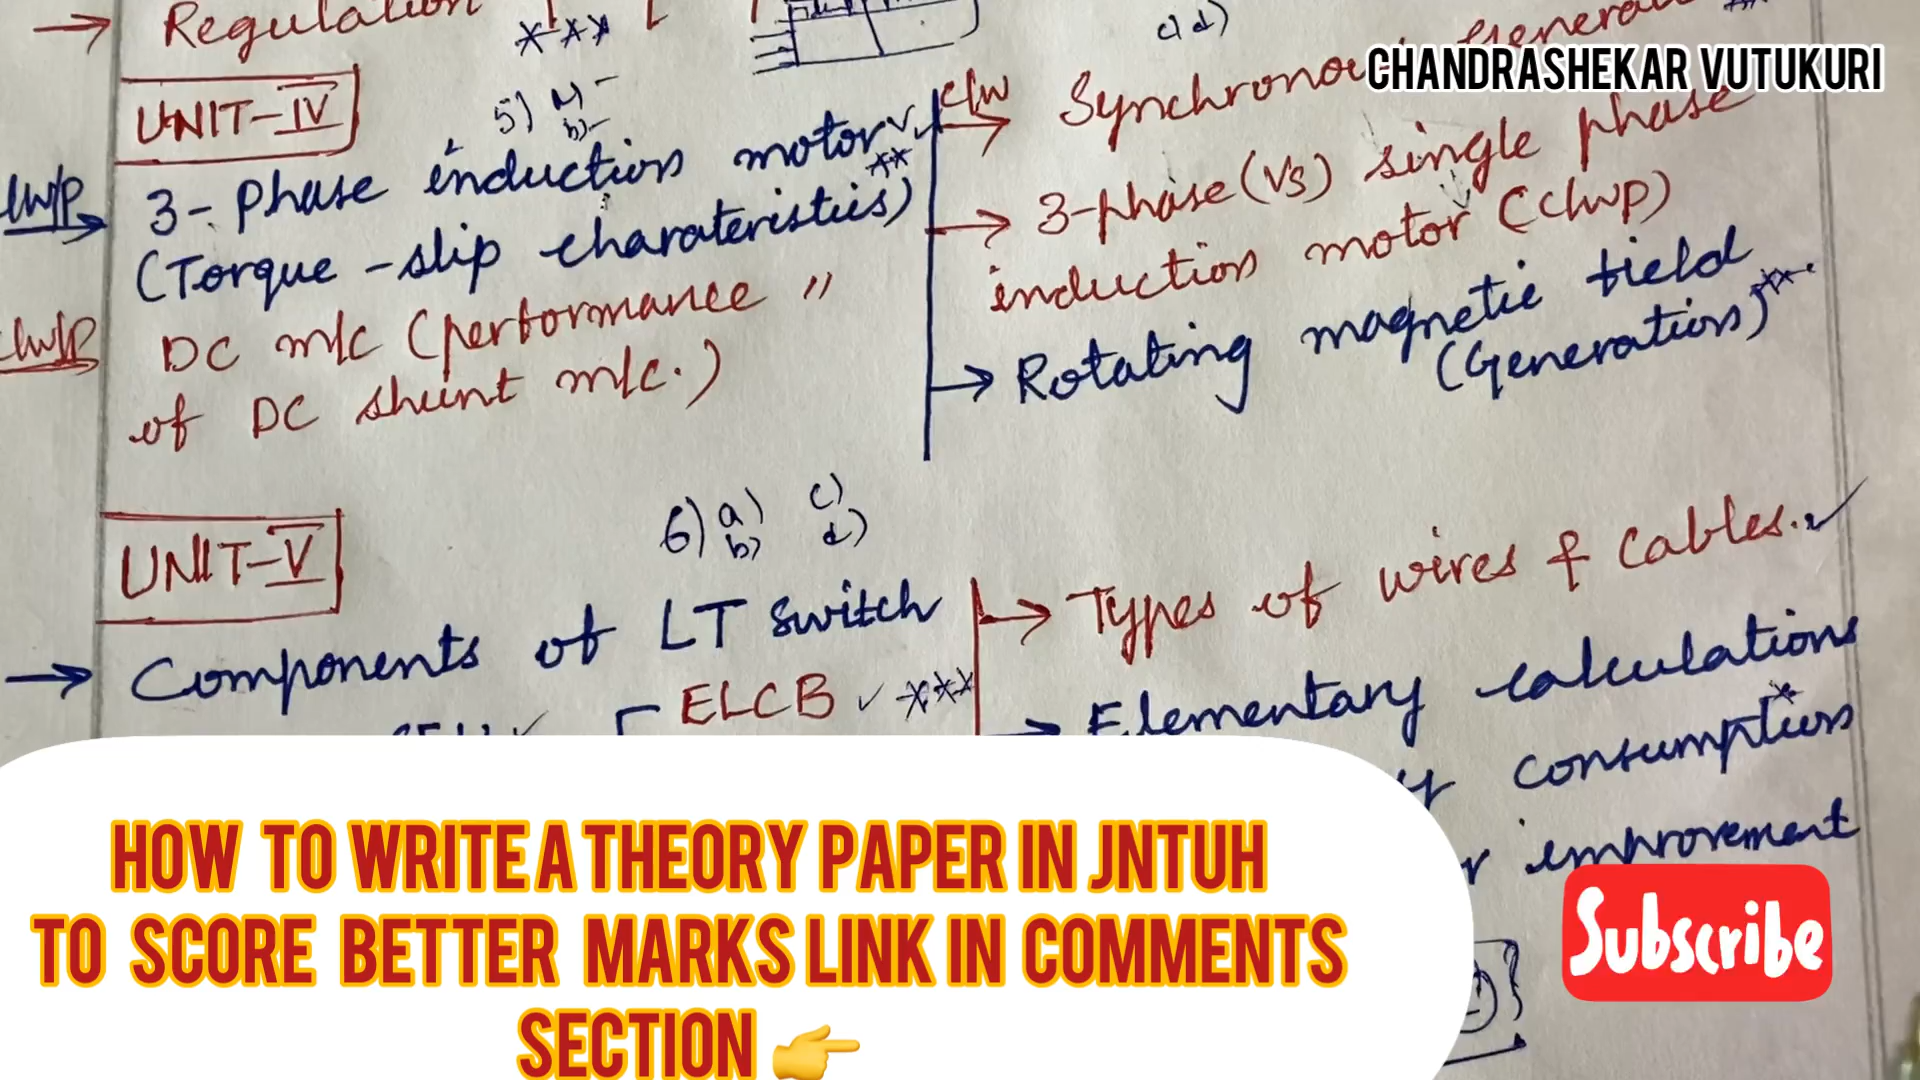 → Regulation
***
c) d)
CHANDRASHEKAR VUTUKURI
UNIT-IV
5) a) -
b) -
3-Phase induction motor
(Torque-slip charateristics) **
DC m/c (performance "
of DC shunt m/c.)
c/w
→ Synchronous Genera
→ 3-phase (Vs) single phase
induction motor (C/wp)
→ Rotating magnetic field
(Generation) **
UNIT-V
6) a) c)
b) d)
→ Components of LT Switch
ELCB ✓ ***
→ Types of wires & Cables. ✓
→ Elementary calculations
consumption
improvement
HOW TO WRITE A THEORY PAPER IN JNTUH
TO SCORE BETTER MARKS LINK IN COMMENTS
SECTION 👉
Subscribe